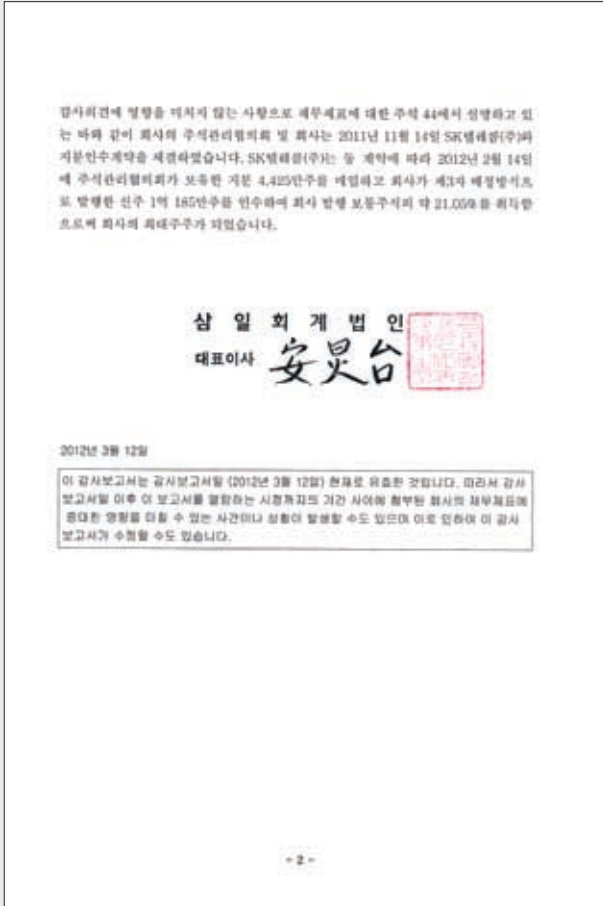 감사의견에 영향을 미치지 않는 사항으로 재무제표에 대한 주석 44에서 설명하고 있
는 바와 같이 회사의 주식관리협의회 및 회사는 2011년 11월 14일 SK텔레콤(주)와
지분인수계약을 체결하였습니다. SK텔레콤(주)는 동 계약에 따라 2012년 2월 14일
에 주식관리협의회가 보유한 지분 4,425만주를 매입하고 회사가 제3자 배정방식으
로 발행한 신주 1억 185만주를 인수하여 회사 발행 보통주식의 약 21.05%를 취득함
으로써 회사의 최대주주가 되었습니다.
삼 일 회 계 법 인
대표이사 安炅台
2012년 3월 12일
이 감사보고서는 감사보고서일 (2012년 3월 12일) 현재로 유효한 것입니다. 따라서 감사
보고서일 이후 이 보고서를 열람하는 시점까지의 기간 사이에 첨부된 회사의 재무제표에
중대한 영향을 미칠 수 있는 사건이나 상황이 발생할 수도 있으며 이로 인하여 이 감사
보고서가 수정될 수도 있습니다.
- 2 -